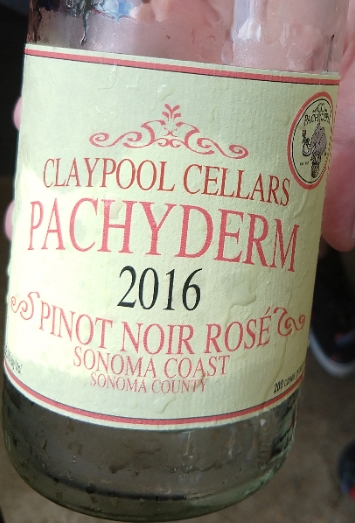 CLAYPOOL CELLARS
PACHYDERM
2016
PINOT NOIR ROSÉ
SONOMA COAST
SONOMA COUNTY